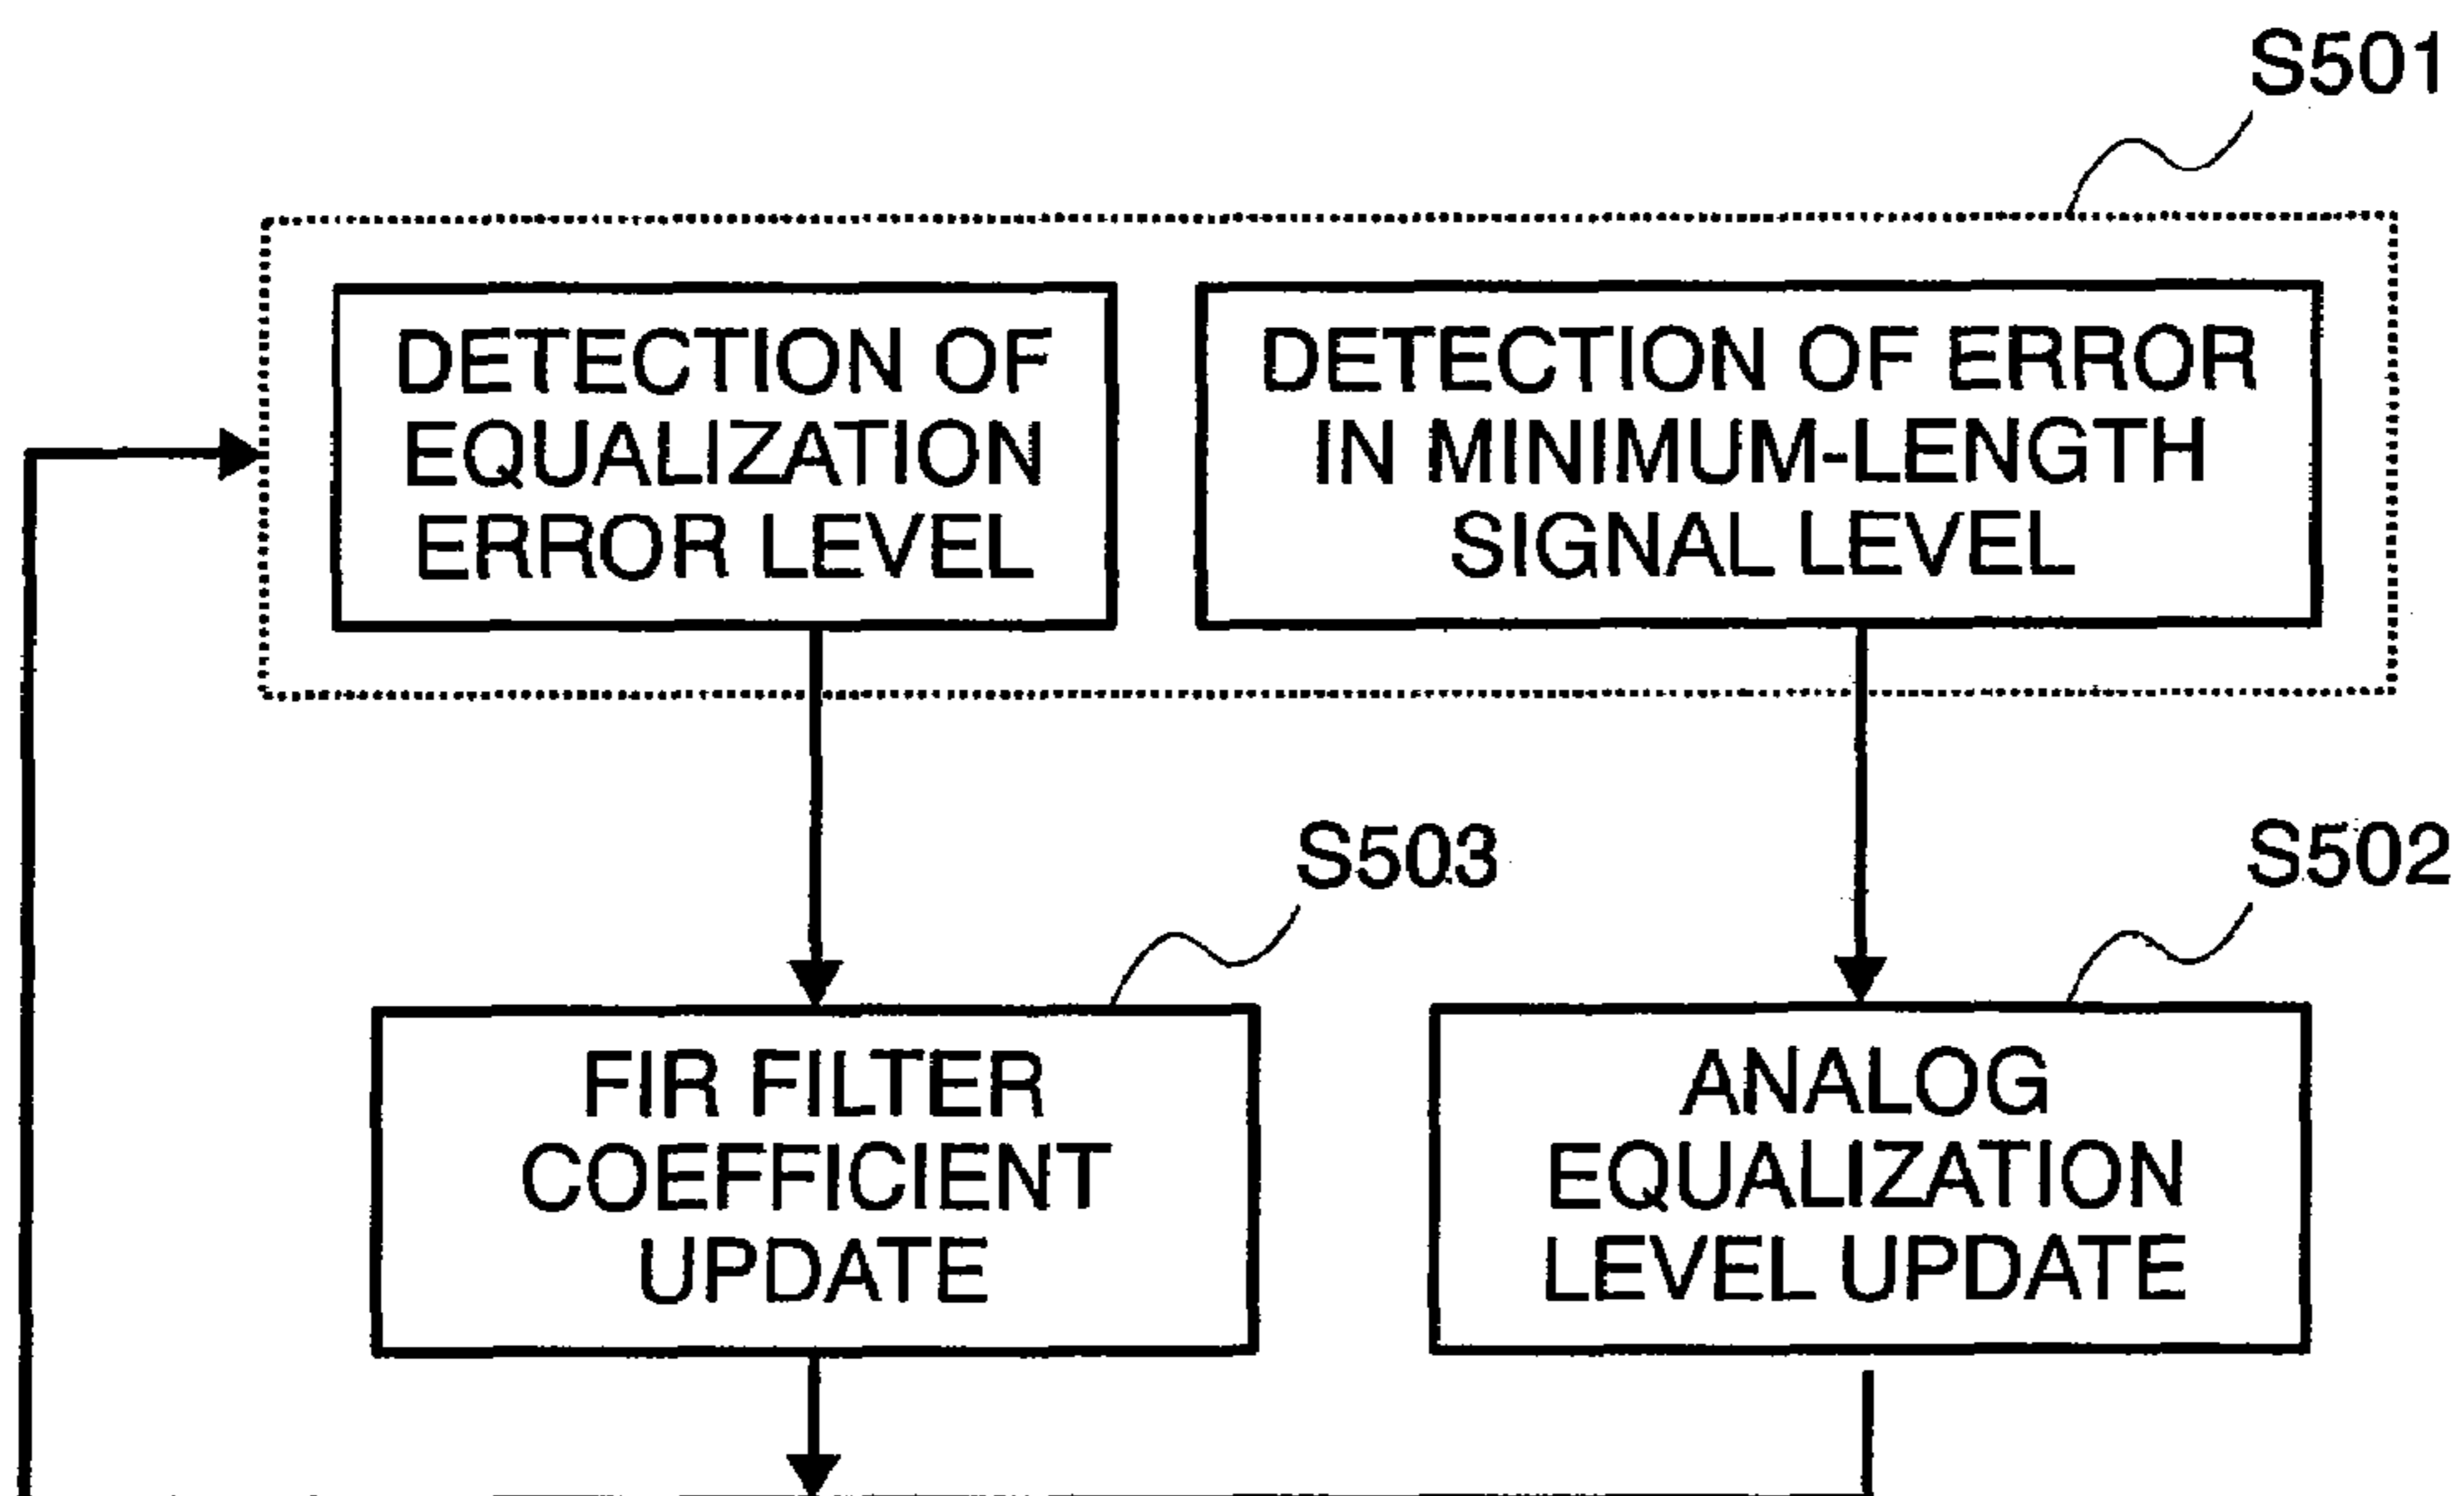 S501
DETECTION OF
EQUALIZATION
ERROR LEVEL
DETECTION OF ERROR
IN MINIMUM-LENGTH
SIGNAL LEVEL
S503
S502
FIR FILTER
COEFFICIENT
UPDATE
ANALOG
EQUALIZATION
LEVEL UPDATE